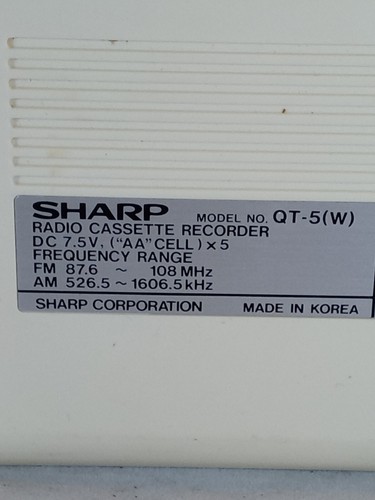 SHARP MODEL NO. QT-5(W)
RADIO CASSETTE RECORDER
DC 7.5V, ("AA" CELL) x 5
FREQUENCY RANGE
FM 87.6 ~ 108 MHz
AM 526.5 ~ 1606.5 kHz
SHARP CORPORATION MADE IN KOREA